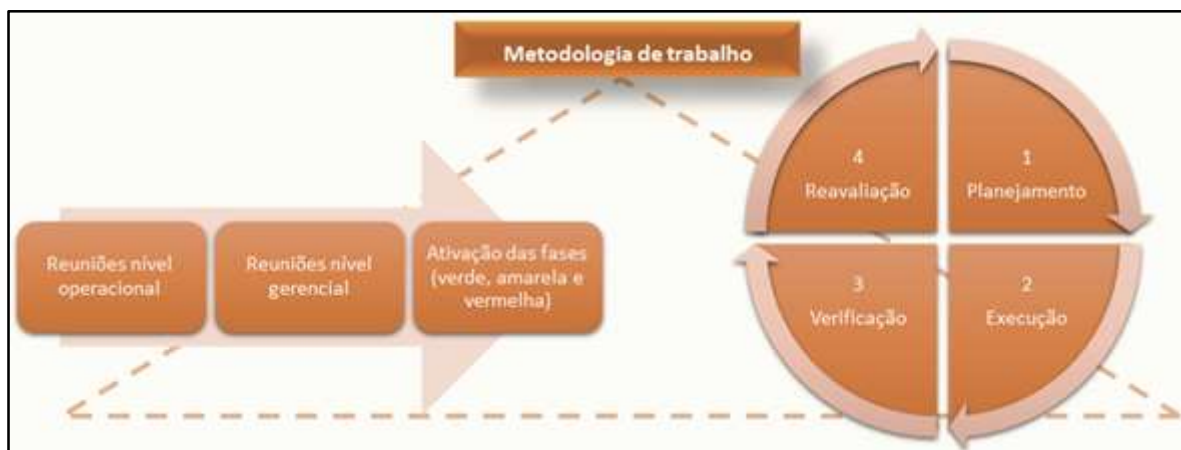 Metodologia de trabalho
Reuniões nível
operacional
Reuniões nível
gerencial
Ativação das fases
(verde, amarela e
vermelha)
4
Reavaliação
1
Planejamento
3
Verificação
2
Execução